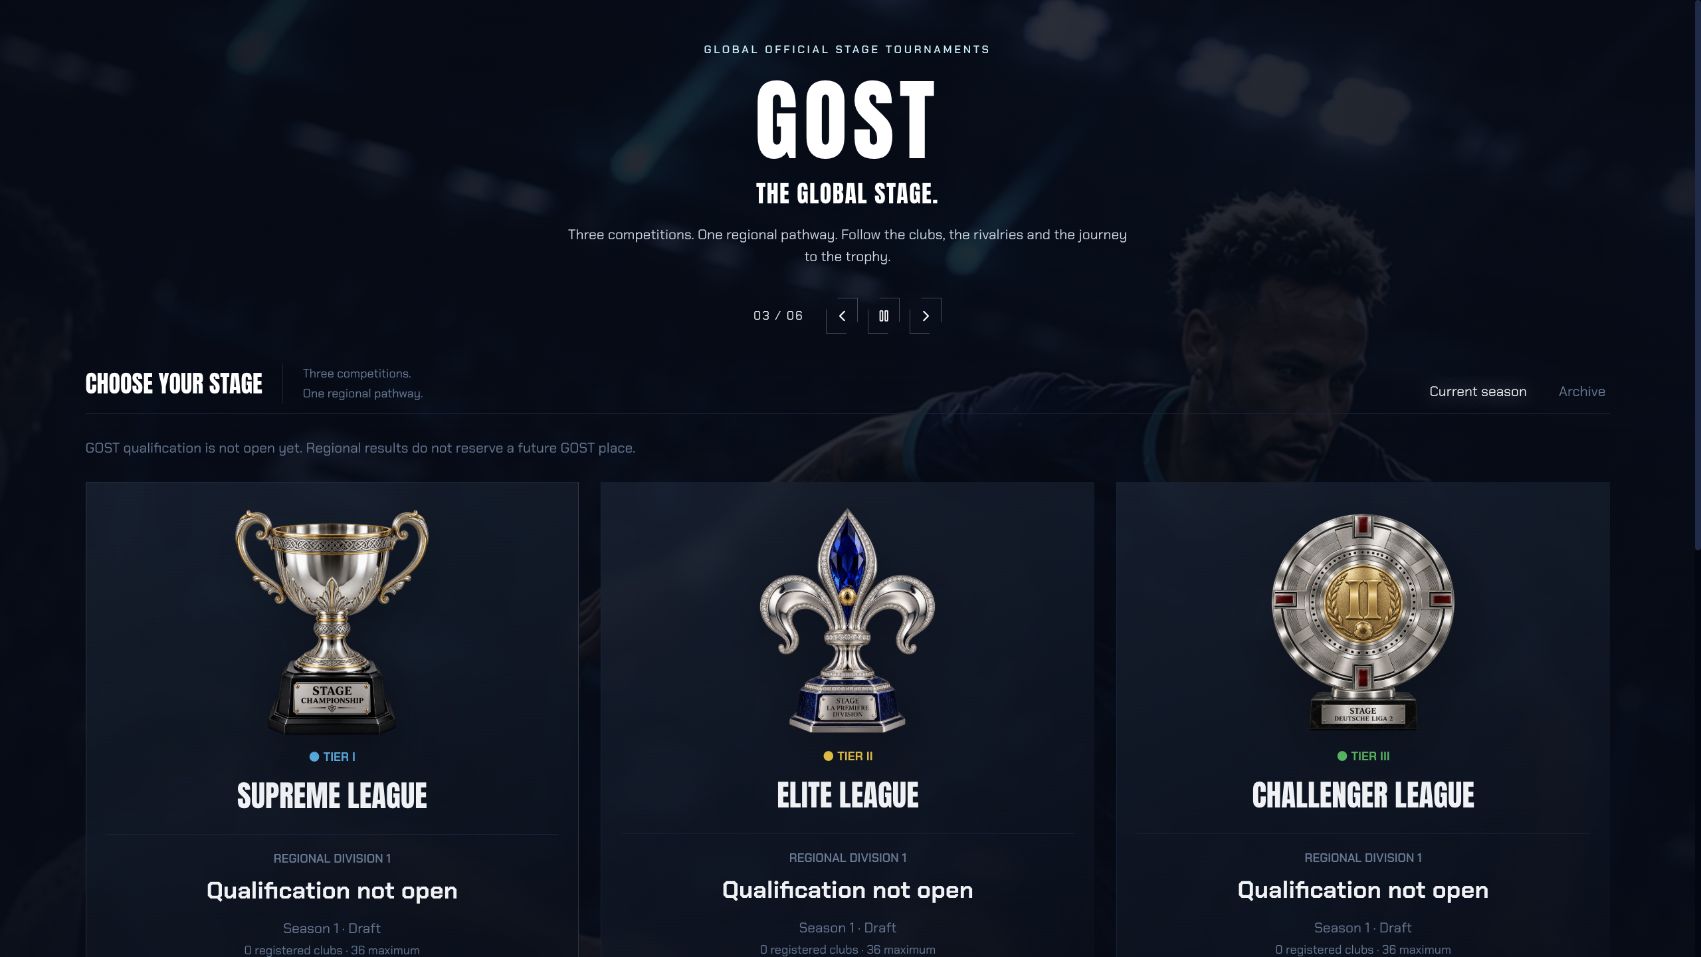 GLOBAL OFFICIAL STAGE TOURNAMENTS
GOST
THE GLOBAL STAGE.
Three competitions. One regional pathway. Follow the clubs, the rivalries and the journey
to the trophy.
03 / 06
CHOOSE YOUR STAGE
Three competitions.
One regional pathway.
Current season
Archive
GOST qualification is not open yet. Regional results do not reserve a future GOST place.
STAGE
CHAMPIONSHIP
TIER I
SUPREME LEAGUE
REGIONAL DIVISION 1
Qualification not open
Season 1 · Draft
0 registered clubs · 36 maximum
STAGE
LA PREMIÈRE
DIVISION
TIER II
ELITE LEAGUE
REGIONAL DIVISION 1
Qualification not open
Season 1 · Draft
0 registered clubs · 36 maximum
II
STAGE
DEUTSCHE LIGA 2
TIER III
CHALLENGER LEAGUE
REGIONAL DIVISION 1
Qualification not open
Season 1 · Draft
0 registered clubs · 36 maximum